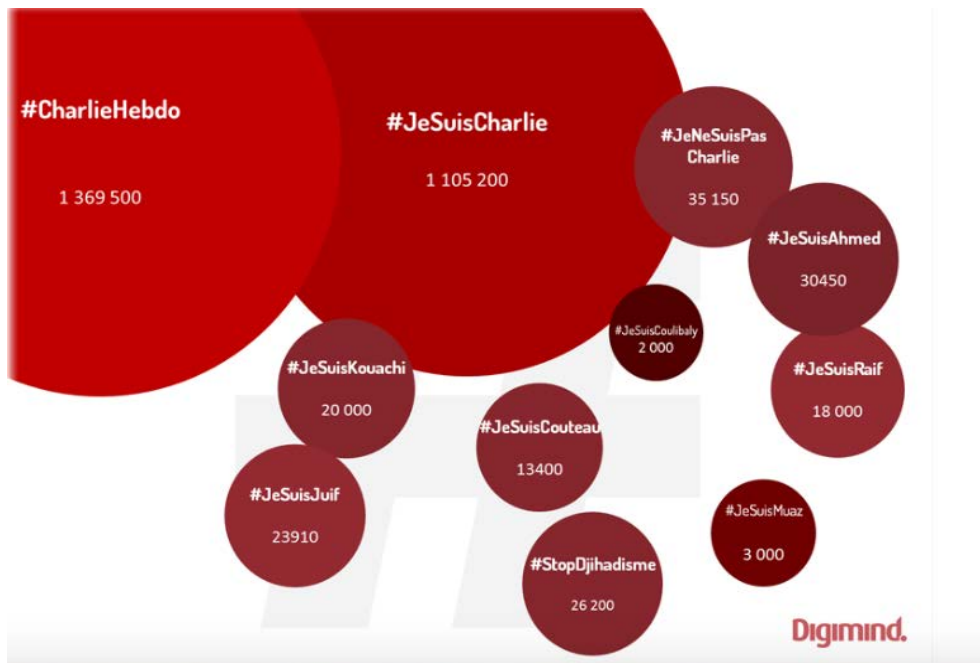 #CharlieHebdo
1 369 500
#JeSuisCharlie
1 105 200
#JeNeSuisPas
Charlie
35 150
#JeSuisAhmed
30450
#JeSuisCoulibaly
2 000
#JeSuisRaif
18 000
#JeSuisKouachi
20 000
#JeSuisCouteau
13400
#JeSuisJuif
23910
#JeSuisMuaz
3 000
#StopDjihadisme
26 200
Digimind.